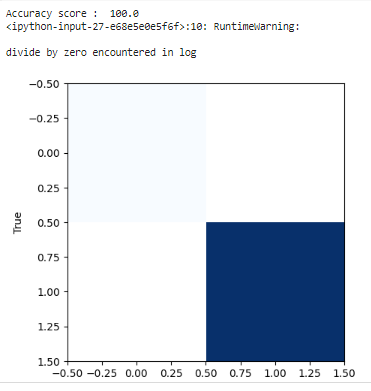 Accuracy score :  100.0
<ipython-input-27-e68e5e0e5f6f>:10: RuntimeWarning:
divide by zero encountered in log
−0.50
−0.25
0.00
0.25
0.50
0.75
1.00
1.25
1.50
True
−0.50 −0.25 0.00 0.25 0.50 0.75 1.00 1.25 1.50